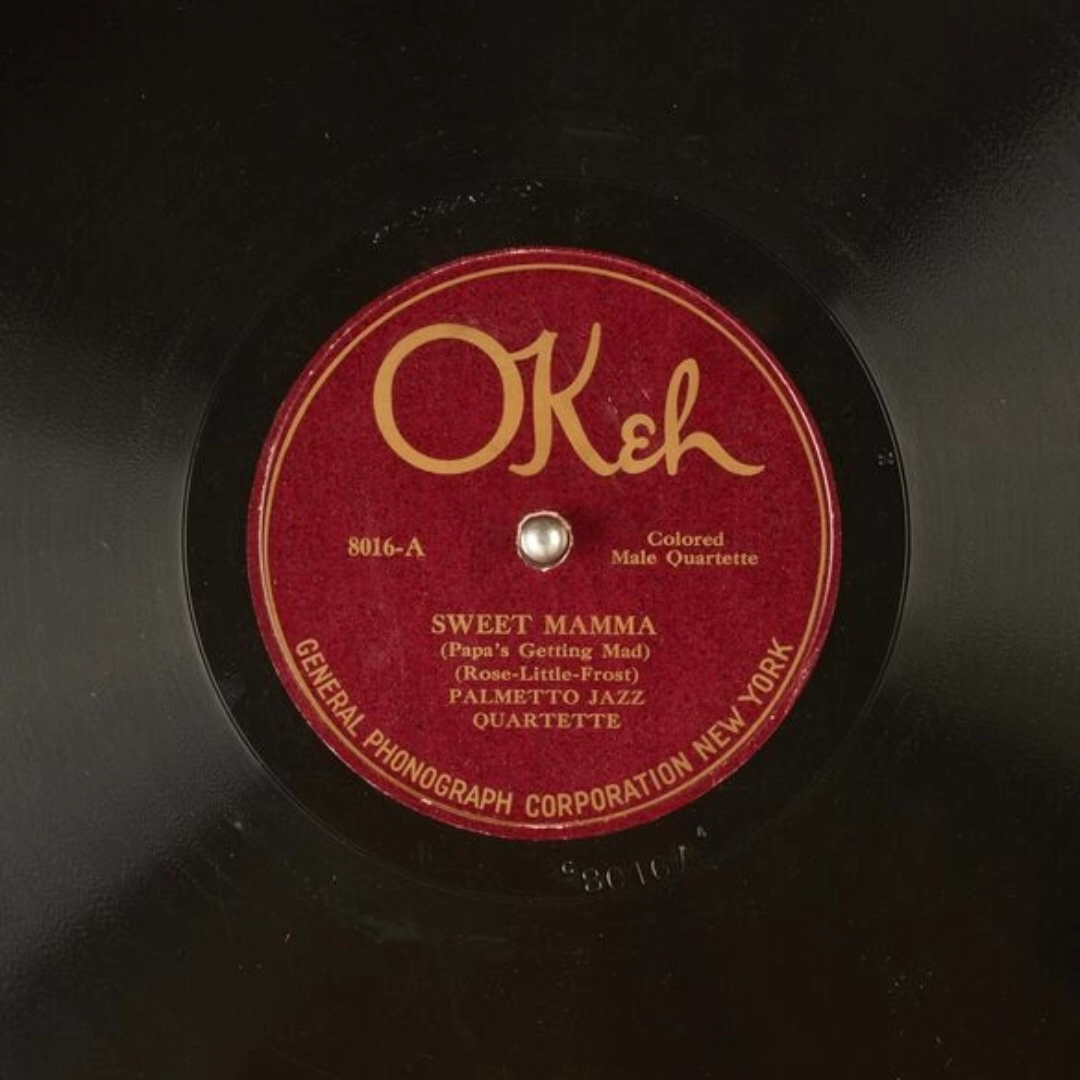 OKeh
8016-A
Colored
Male Quartette
SWEET MAMMA
(Papa's Getting Mad)
(Rose-Little-Frost)
PALMETTO JAZZ
QUARTETTE
GENERAL PHONOGRAPH CORPORATION NEW YORK
8016A